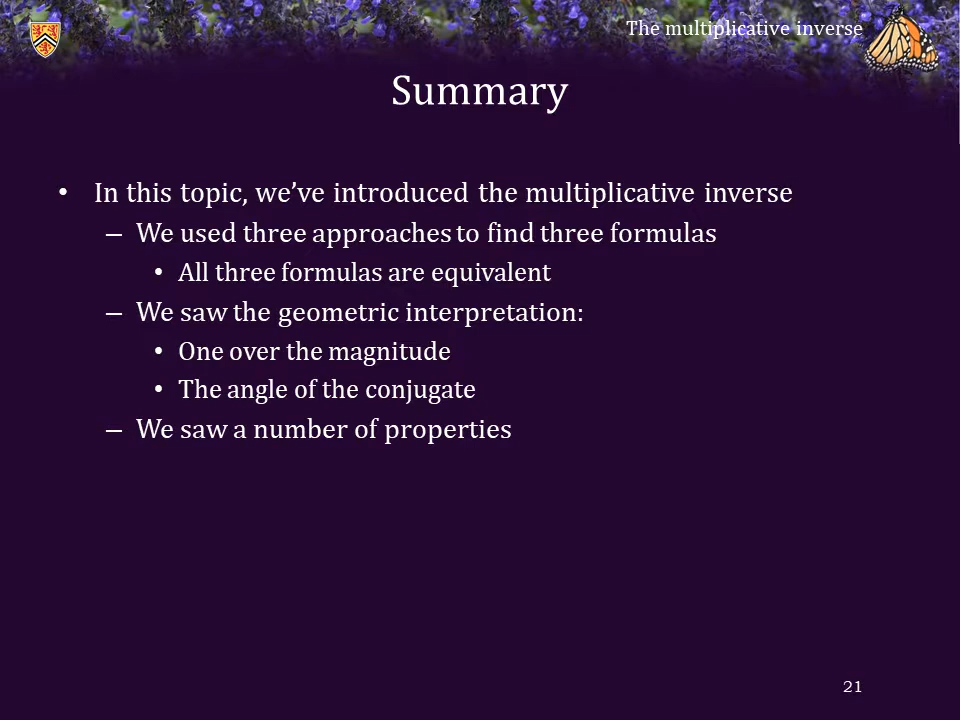 The multiplicative inverse
Summary
• In this topic, we’ve introduced the multiplicative inverse
– We used three approaches to find three formulas
• All three formulas are equivalent
– We saw the geometric interpretation:
• One over the magnitude
• The angle of the conjugate
– We saw a number of properties
21